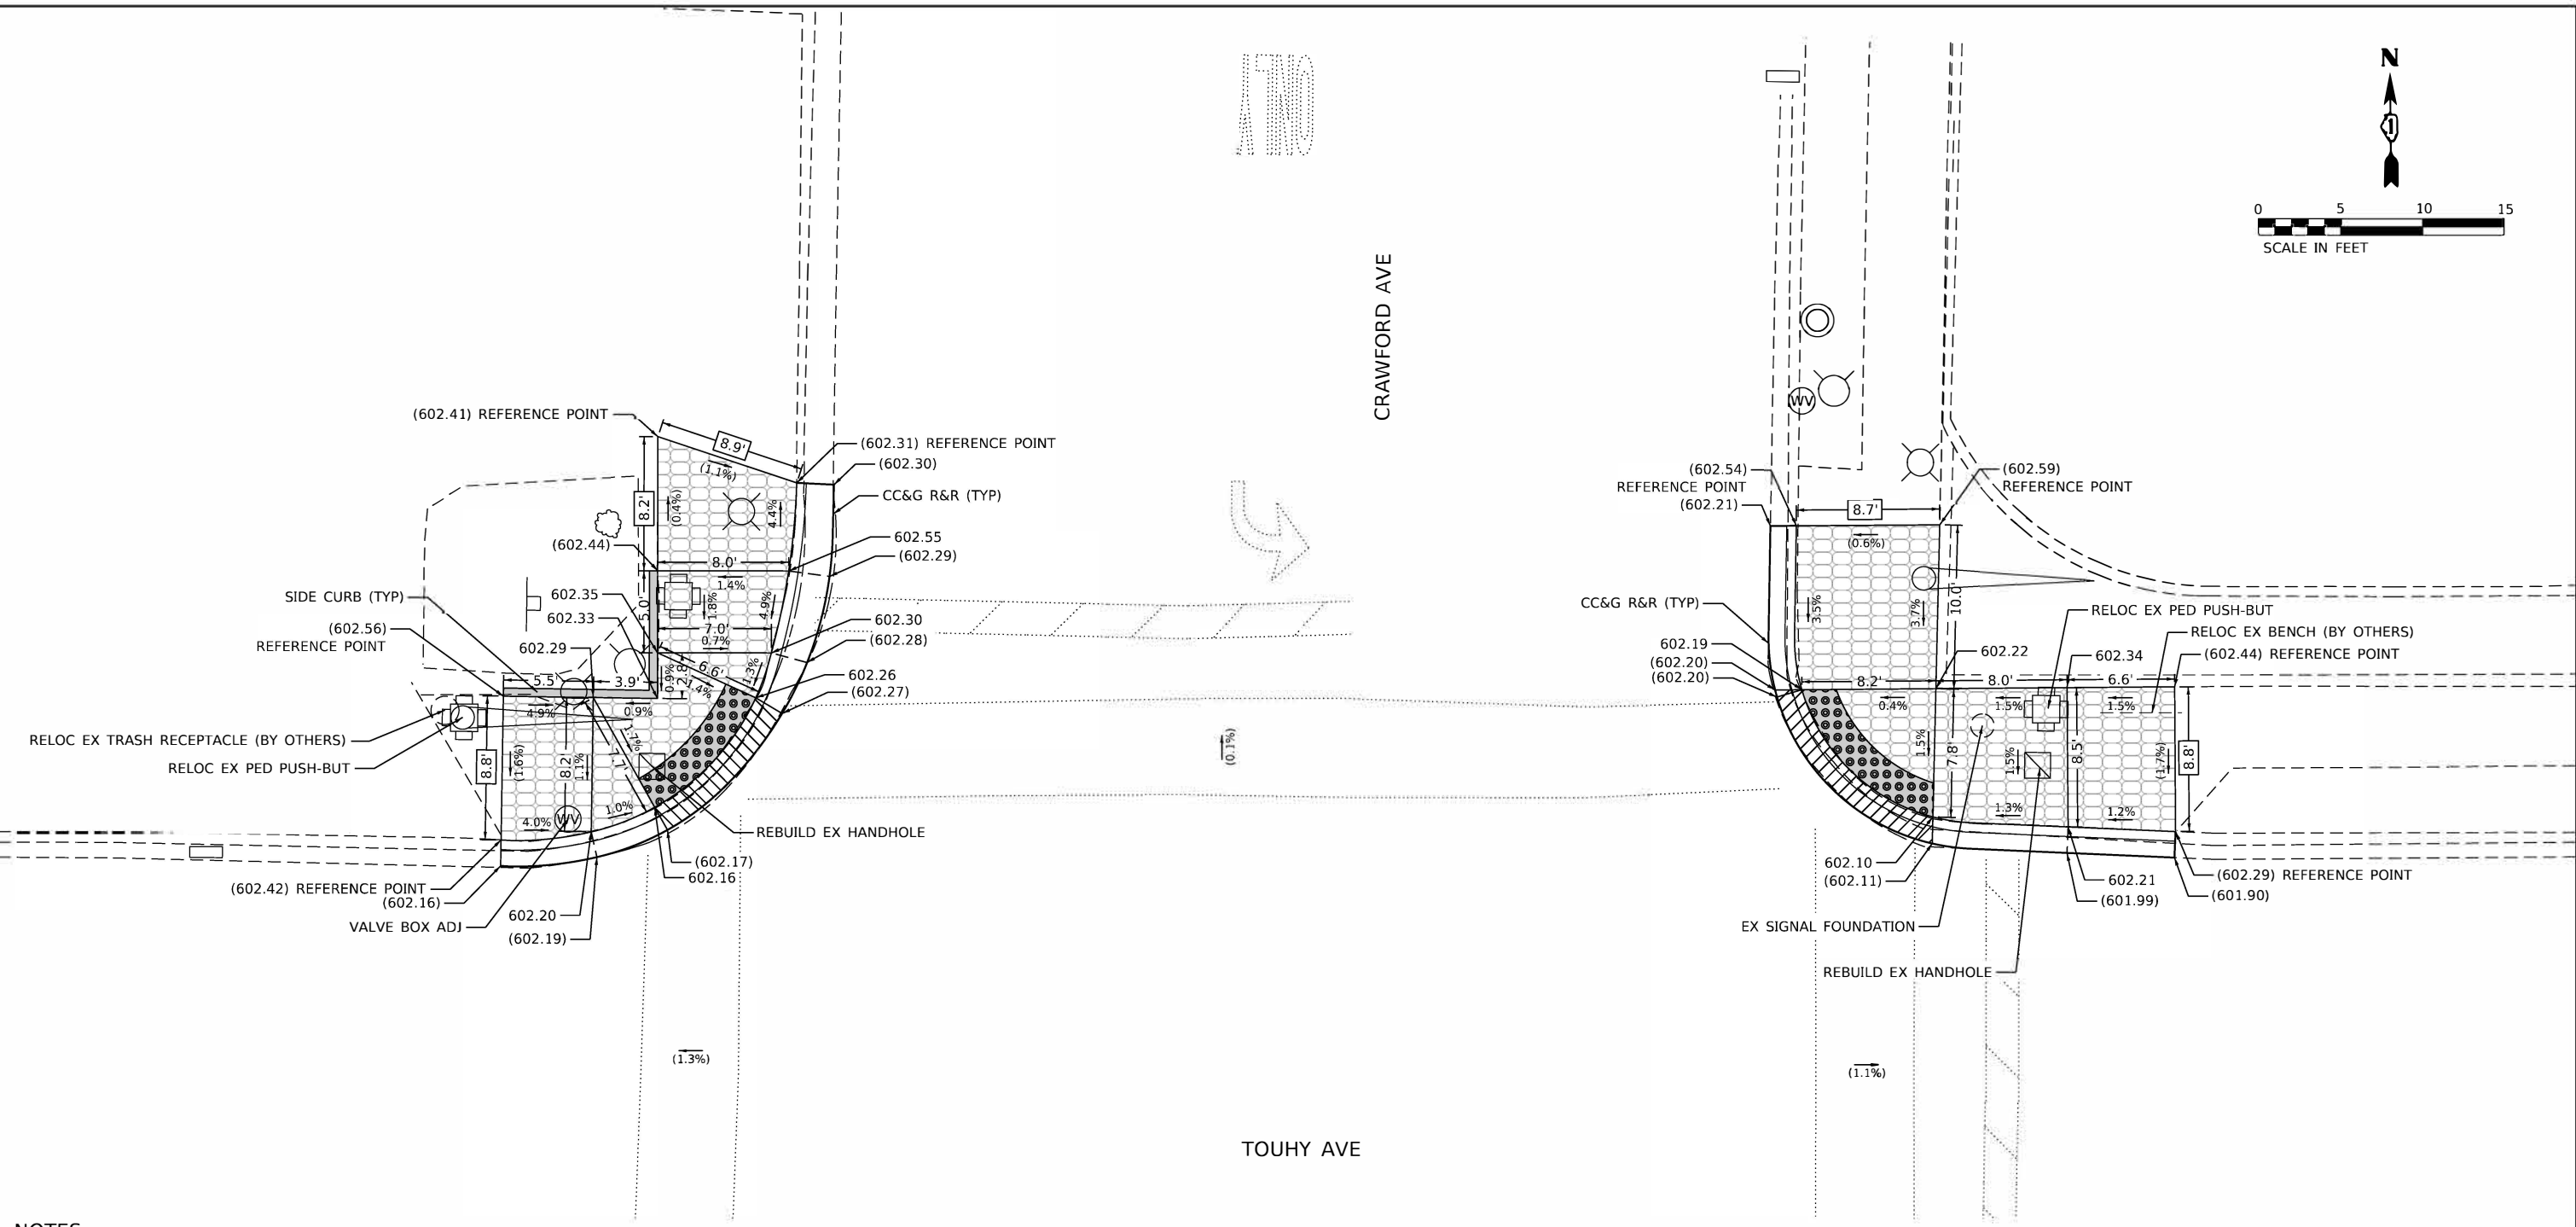 ONLY
N
0 5 10 15
SCALE IN FEET
CRAWFORD AVE
(602.41) REFERENCE POINT
8.9'
(1.1%)
(602.31) REFERENCE POINT
(602.30)
CC&G R&R (TYP)
8.2'
(0.4%)
4.4%
(602.44)
602.55
(602.29)
8.0'
1.4%
SIDE CURB (TYP)
602.35
5.0'
1.8%
4.9%
602.33
7.0'
0.7%
602.30
(602.28)
(602.56)
REFERENCE POINT
602.29
6.6'
0.9%
2.8'
1.4%
1.3%
602.26
(602.27)
5.5'
3.9'
4.9%
0.9%
RELOC EX TRASH RECEPTACLE (BY OTHERS)
RELOC EX PED PUSH-BUT
8.8'
(1.6%)
8.2'
1.1%
7.7'
1.7%
4.0%
WV
1.0%
REBUILD EX HANDHOLE
(602.17)
602.16
(602.42) REFERENCE POINT
(602.16)
602.20
VALVE BOX ADJ
(602.19)
(1.3%)
(0.1%)
TOUHY AVE
WV
(602.54)
REFERENCE POINT
(602.21)
(602.59)
REFERENCE POINT
8.7'
(0.6%)
CC&G R&R (TYP)
3.5%
3.7%
10.0'
RELOC EX PED PUSH-BUT
RELOC EX BENCH (BY OTHERS)
602.19
(602.20)
(602.20)
602.22
602.34
(602.44) REFERENCE POINT
8.2'
8.0'
6.6'
0.4%
1.5%
1.5%
1.5%
7.8'
1.5%
8.5'
(1.7%)
8.8'
1.3%
1.2%
602.10
(602.11)
602.21
(601.99)
(602.29) REFERENCE POINT
(601.90)
EX SIGNAL FOUNDATION
REBUILD EX HANDHOLE
(1.1%)
NOTES